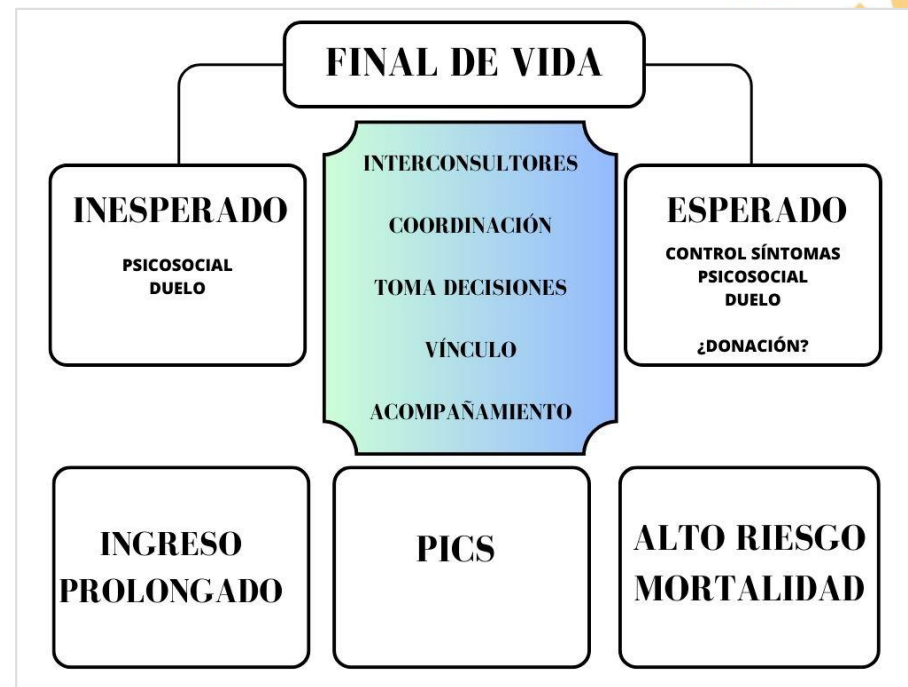 FINAL DE VIDA
INESPERADO
PSICOSOCIAL
DUELO
INTERCONSULTORES
COORDINACIÓN
TOMA DECISIONES
VÍNCULO
ACOMPAÑAMIENTO
ESPERADO
CONTROL SÍNTOMAS
PSICOSOCIAL
DUELO
¿DONACIÓN?
INGRESO
PROLONGADO
PICS
ALTO RIESGO
MORTALIDAD